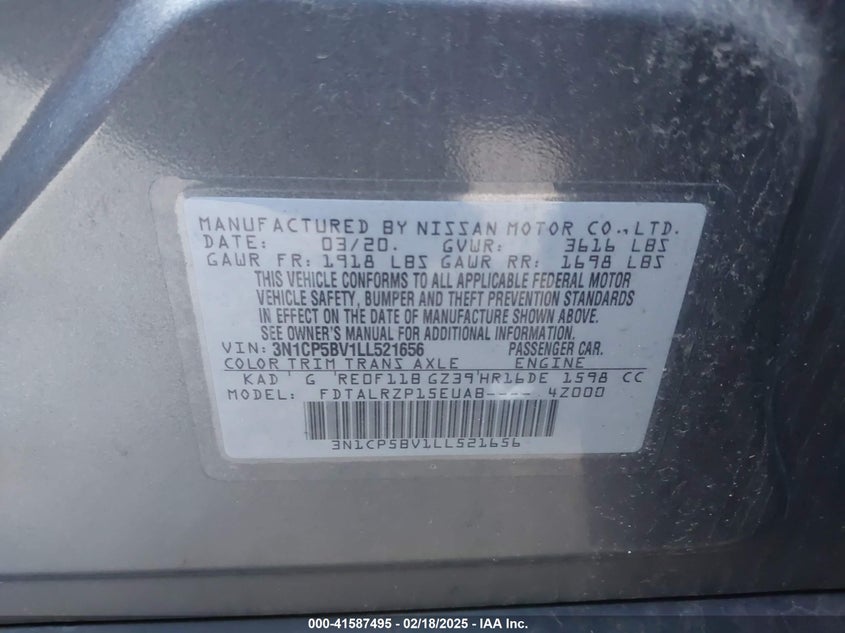 MANUFACTURED BY NISSAN MOTOR CO., LTD.
DATE: 03/20. GVWR: 3616 LBS
GAWR FR: 1918 LBS GAWR RR: 1698 LBS
THIS VEHICLE CONFORMS TO ALL APPLICABLE FEDERAL MOTOR
VEHICLE SAFETY, BUMPER AND THEFT PREVENTION STANDARDS
IN EFFECT ON THE DATE OF MANUFACTURE SHOWN ABOVE.
SEE OWNER'S MANUAL FOR ADDITIONAL INFORMATION.
VIN: 3N1CP5BV1LL521656 PASSENGER CAR.
COLOR TRIM TRANS AXLE ENGINE
KAD G RE0F11B GZ39 HR16DE 1598 CC
MODEL: FDTALRZP15EUAB---- 4Z000
3N1CP5BV1LL521656
000-41587495 - 02/18/2025 - IAA Inc.